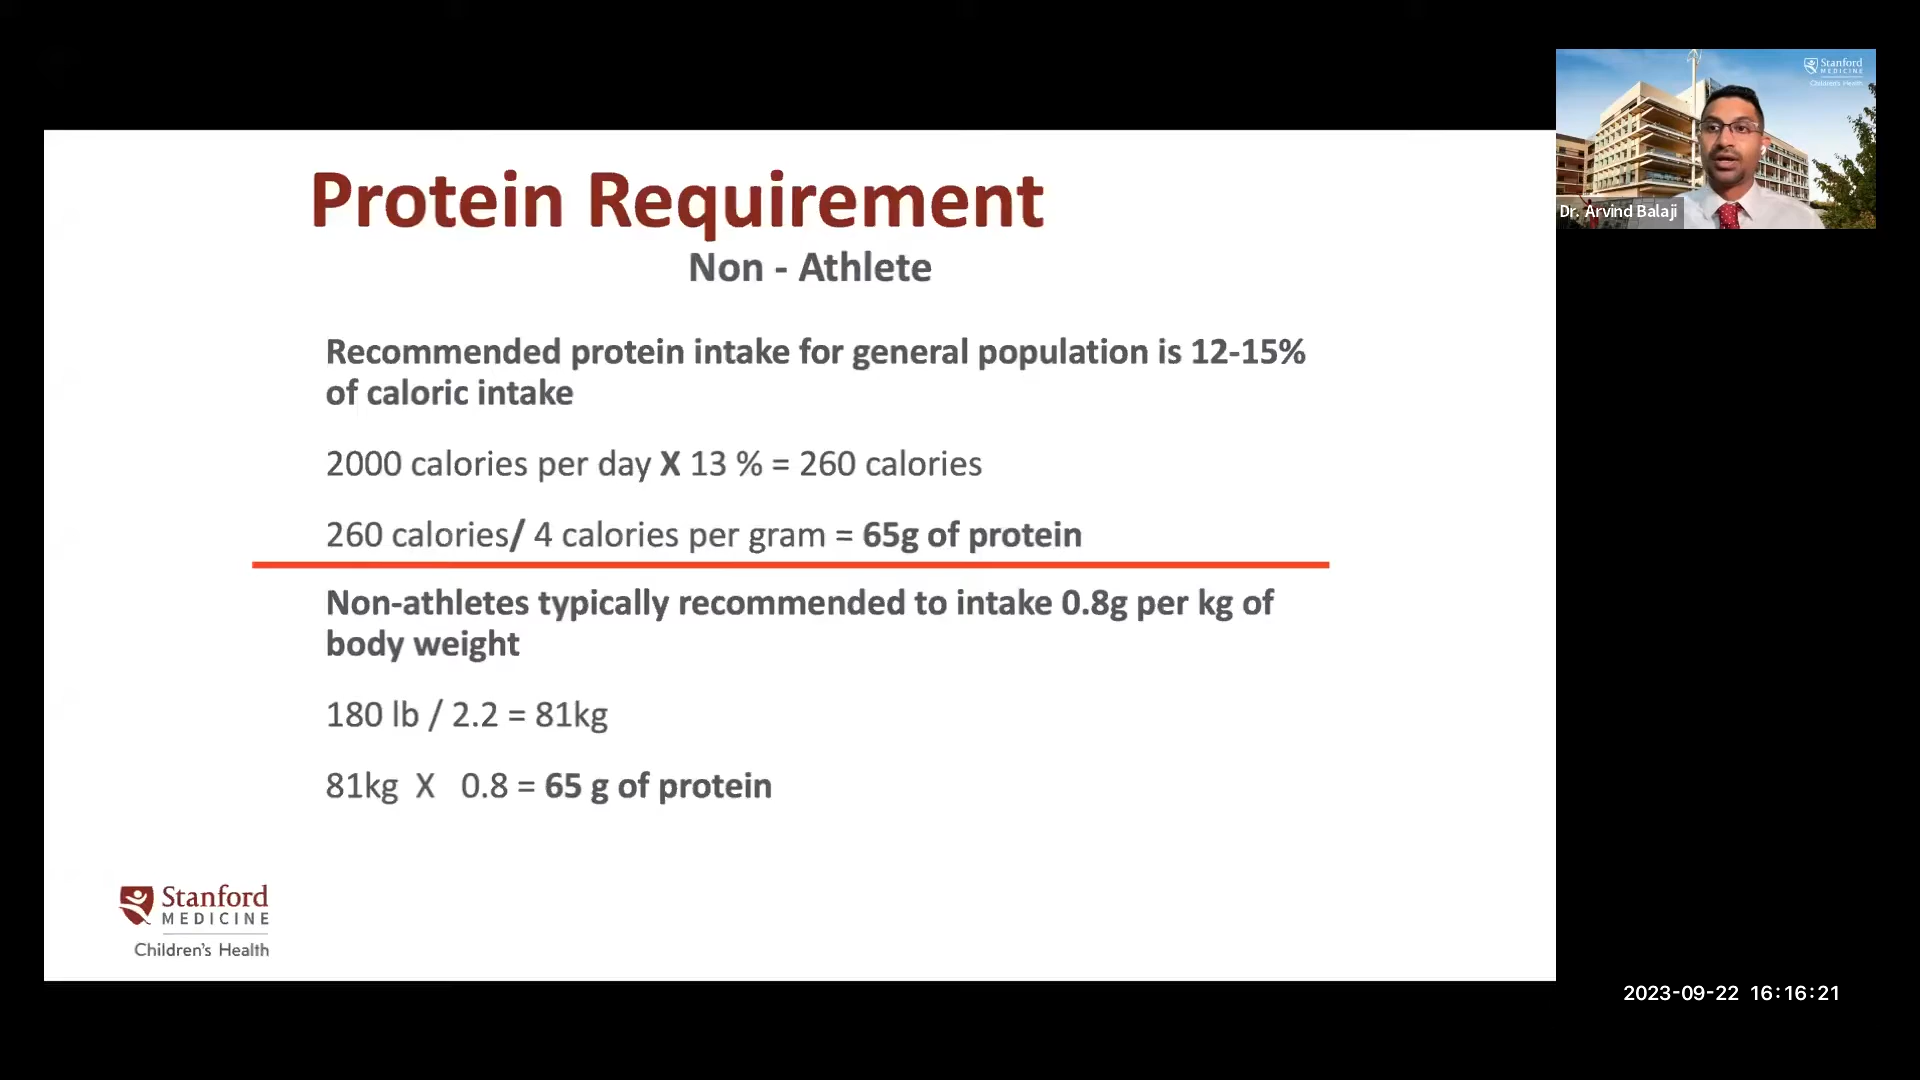 Protein Requirement
Non - Athlete
Recommended protein intake for general population is 12-15%
of caloric intake
2000 calories per day X 13 % = 260 calories
260 calories/ 4 calories per gram = 65g of protein
Non-athletes typically recommended to intake 0.8g per kg of
body weight
180 lb / 2.2 = 81kg
81kg X 0.8 = 65 g of protein
Stanford
MEDICINE
Children's Health
Stanford
MEDICINE
Children's Health
Dr. Arvind Balaji
2023-09-22 16:16:21